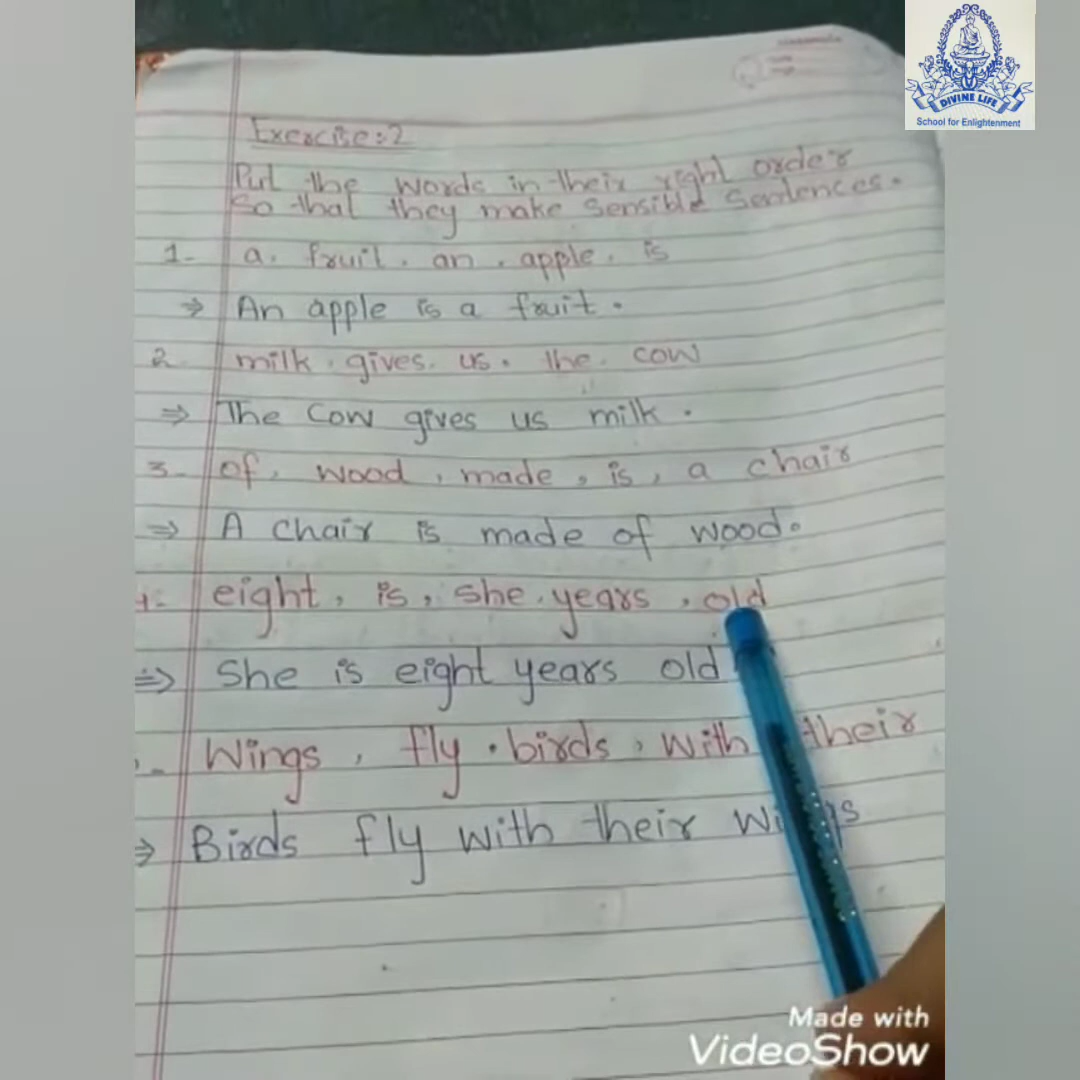 DIVINE LIFE
School for Enlightenment
Exercise:2
Put the words in their right order
so that they make sensible sentences.
1- a. fruit. an. apple. is
⇒ An apple is a fruit.
2. milk. gives. us. the. cow
⇒ The cow gives us milk.
3- of, wood, made, is, a chair
⇒ A chair is made of wood.
eight, is, she. years, old
⇒ She is eight years old
Wings, fly. birds, with their
⇒ Birds fly with their
Made with
VideoShow